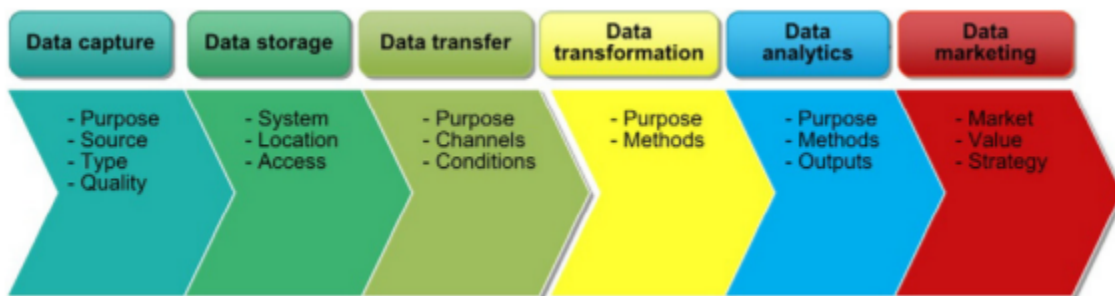 Data capture
Data storage
Data transfer
Data
transformation
Data
analytics
Data
marketing
- Purpose
- Source
- Type
- Quality
- System
- Location
- Access
- Purpose
- Channels
- Conditions
- Purpose
- Methods
- Purpose
- Methods
- Outputs
- Market
- Value
- Strategy